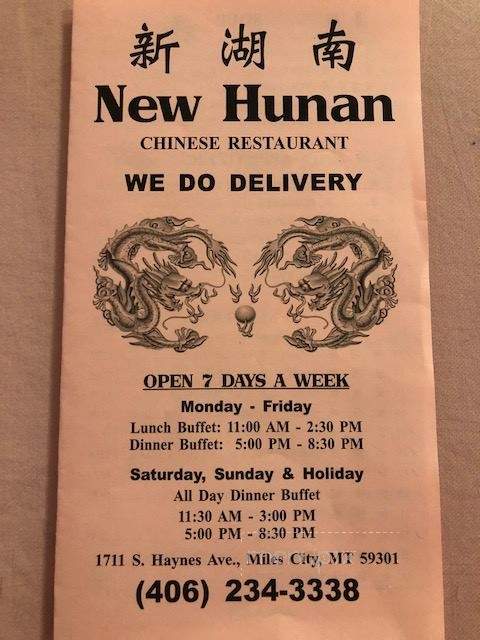 新湖南
New Hunan
CHINESE RESTAURANT
WE DO DELIVERY
OPEN 7 DAYS A WEEK
Monday - Friday
Lunch Buffet: 11:00 AM - 2:30 PM
Dinner Buffet: 5:00 PM - 8:30 PM
Saturday, Sunday & Holiday
All Day Dinner Buffet
11:30 AM - 3:00 PM
5:00 PM - 8:30 PM
1711 S. Haynes Ave., Miles City, MT 59301
(406) 234-3338